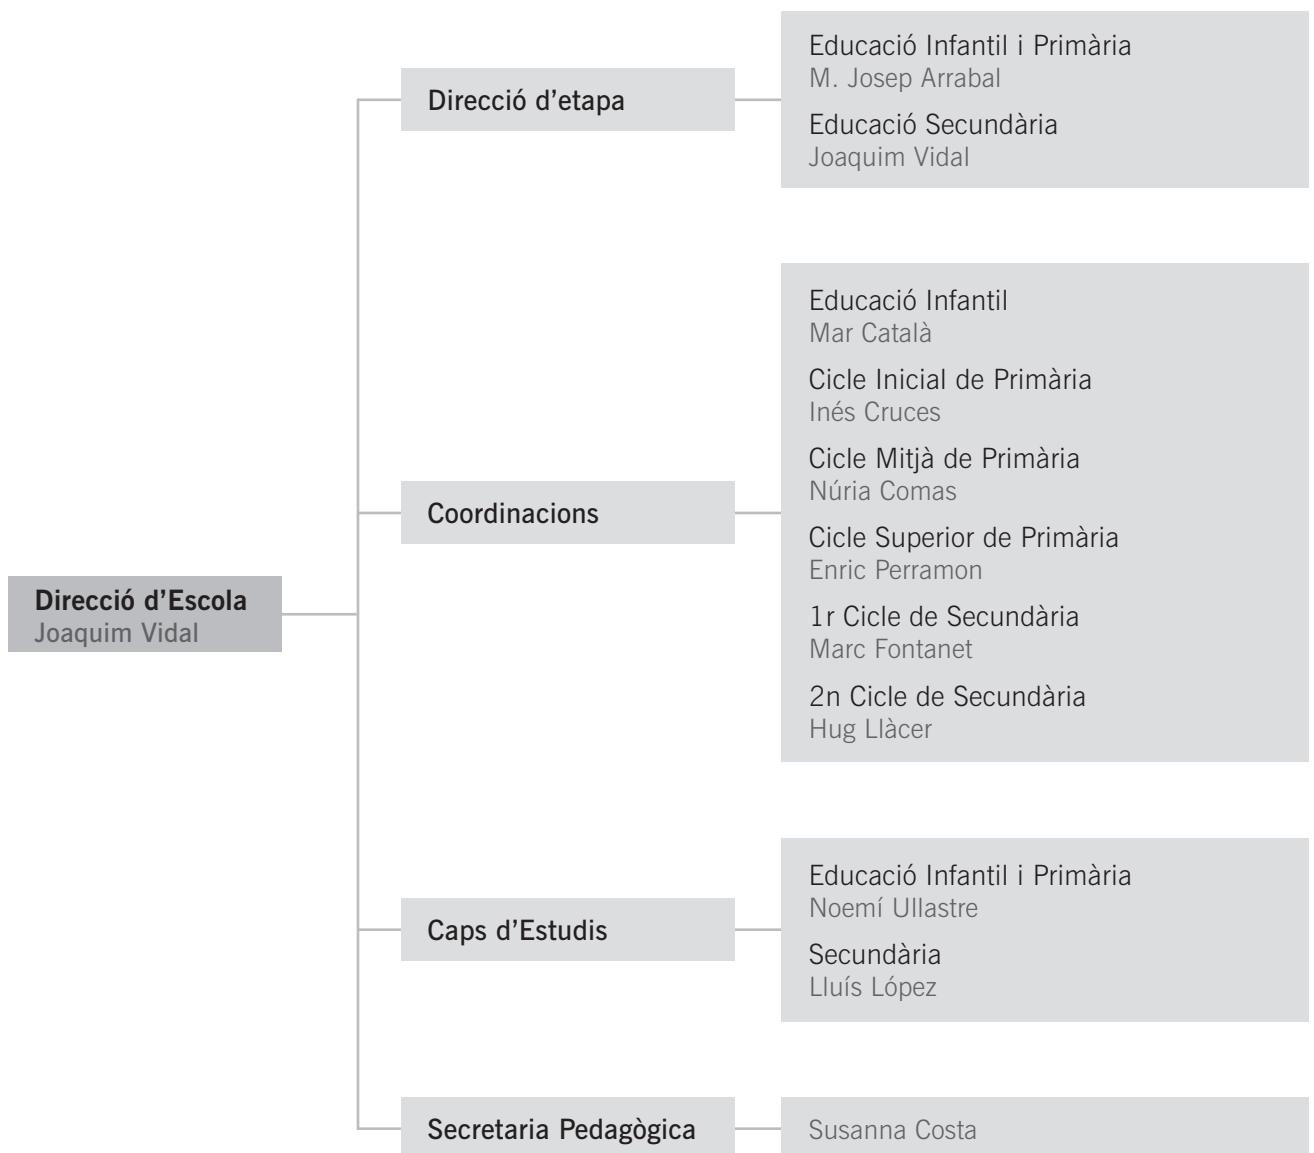 Direcció d’Escola
Joaquim Vidal
Direcció d’etapa
Educació Infantil i Primària
M. Josep Arrabal
Educació Secundària
Joaquim Vidal
Coordinacions
Educació Infantil
Mar Català
Cicle Inicial de Primària
Inés Cruces
Cicle Mitjà de Primària
Núria Comas
Cicle Superior de Primària
Enric Perramon
1r Cicle de Secundària
Marc Fontanet
2n Cicle de Secundària
Hug Llàcer
Caps d’Estudis
Educació Infantil i Primària
Noemí Ullastre
Secundària
Lluís López
Secretaria Pedagògica
Susanna Costa